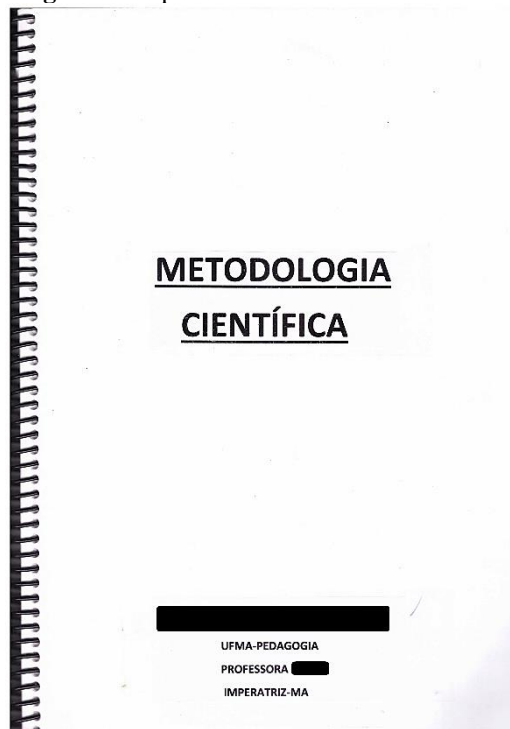 METODOLOGIA
CIENTÍFICA
UFMA-PEDAGOGIA
PROFESSORA
IMPERATRIZ-MA